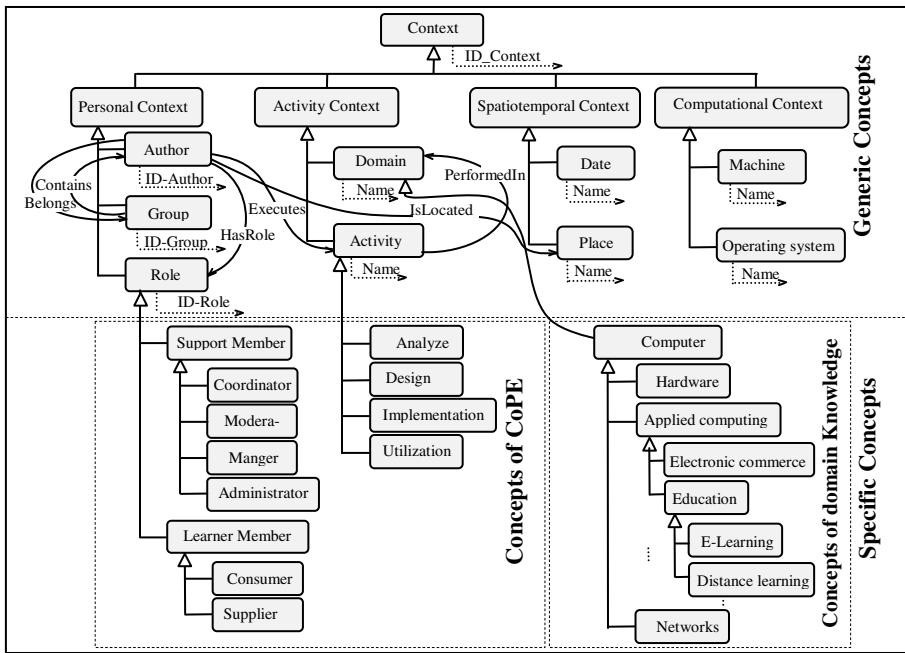 Context
ID_Context
Personal Context
Activity Context
Spatiotemporal Context
Computational Context
Author
ID-Author
Contains
Belongs
Group
ID-Group
HasRole
Role
ID-Role
Executes
Domain
Name
PerformedIn
IsLocated
Activity
Name
Date
Name
Place
Name
Machine
Name
Operating system
Name
Generic Concepts
Support Member
Coordinator
Modera-
Manger
Administrator
Learner Member
Consumer
Supplier
Analyze
Design
Implementation
Utilization
Concepts of CoPE
Computer
Hardware
Applied computing
Electronic commerce
Education
E-Learning
...
Distance learning
...
Networks
Concepts of domain Knowledge
Specific Concepts